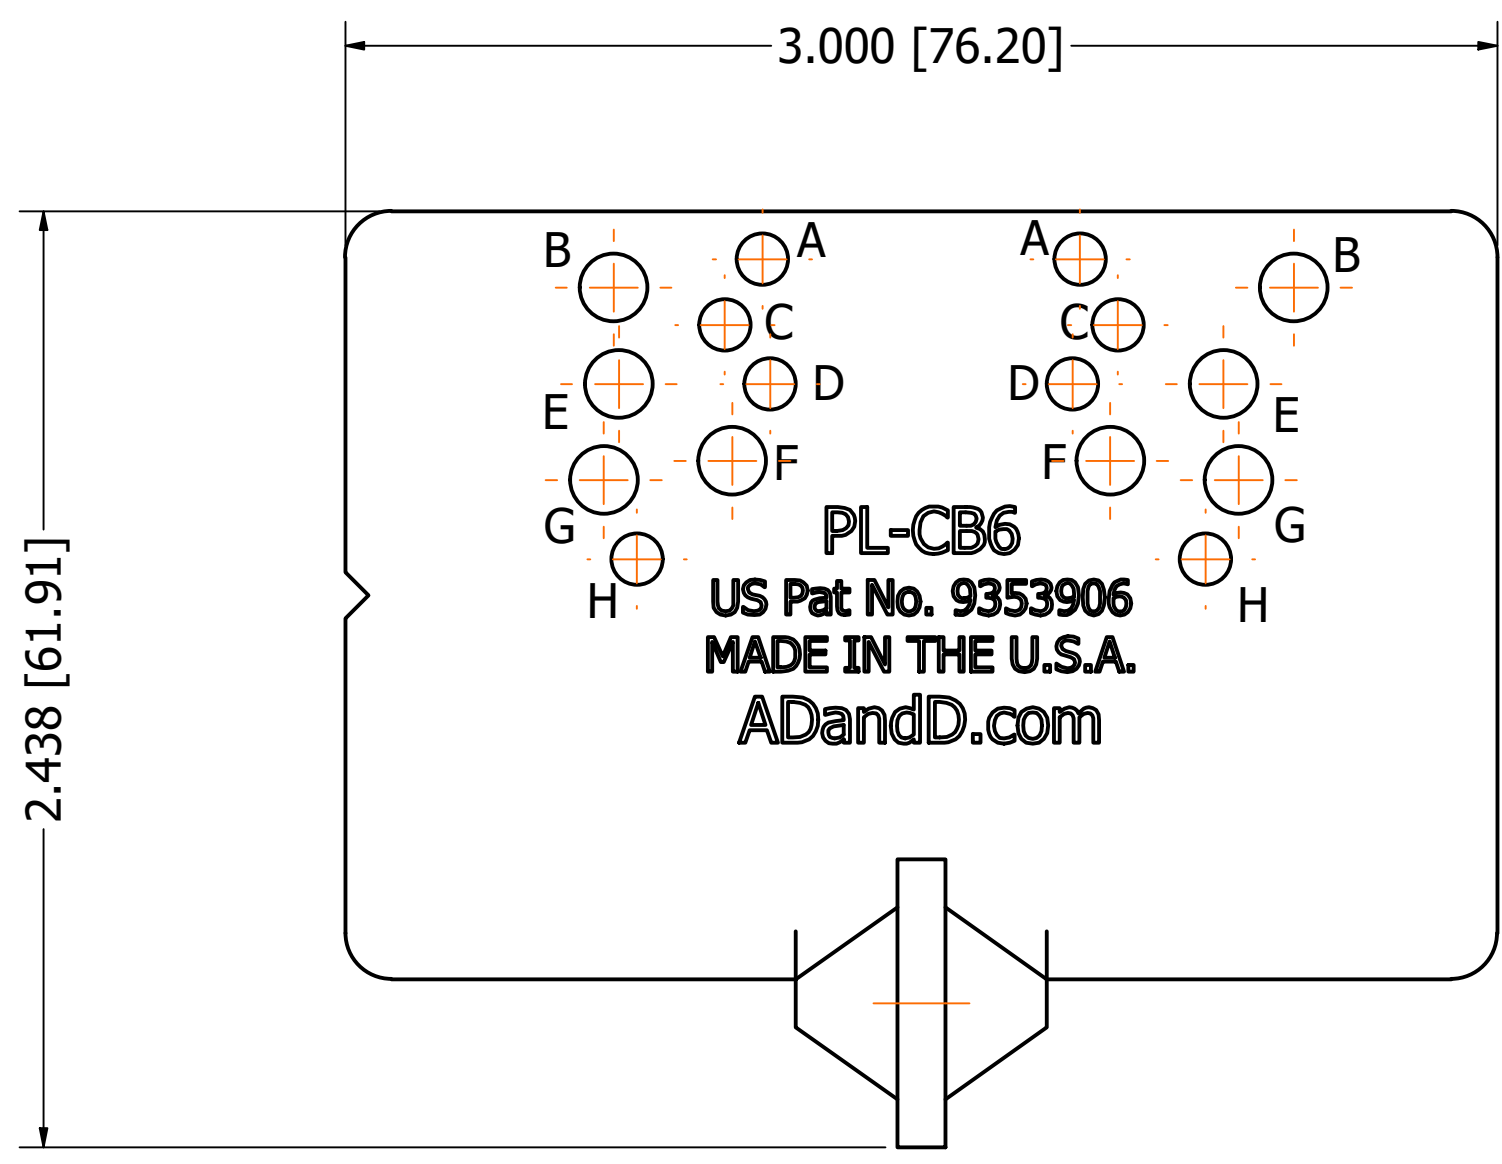 3.000 [76.20]
B A A B
C C
E D D E
F F
G G
H H
PL-CB6
US Pat No. 9353906
MADE IN THE U.S.A.
ADandD.com
2.438 [61.91]